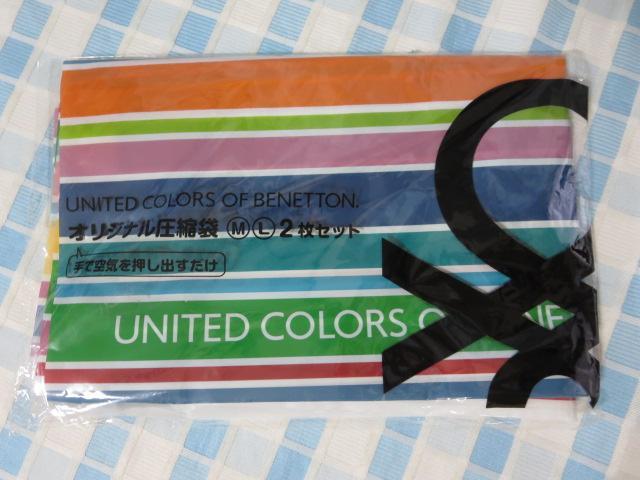 UNITED COLORS OF BENETTON.
オリジナル圧縮袋 Ⓜ Ⓛ 2枚セット
手で空気を押し出すだけ
UNITED COLORS O